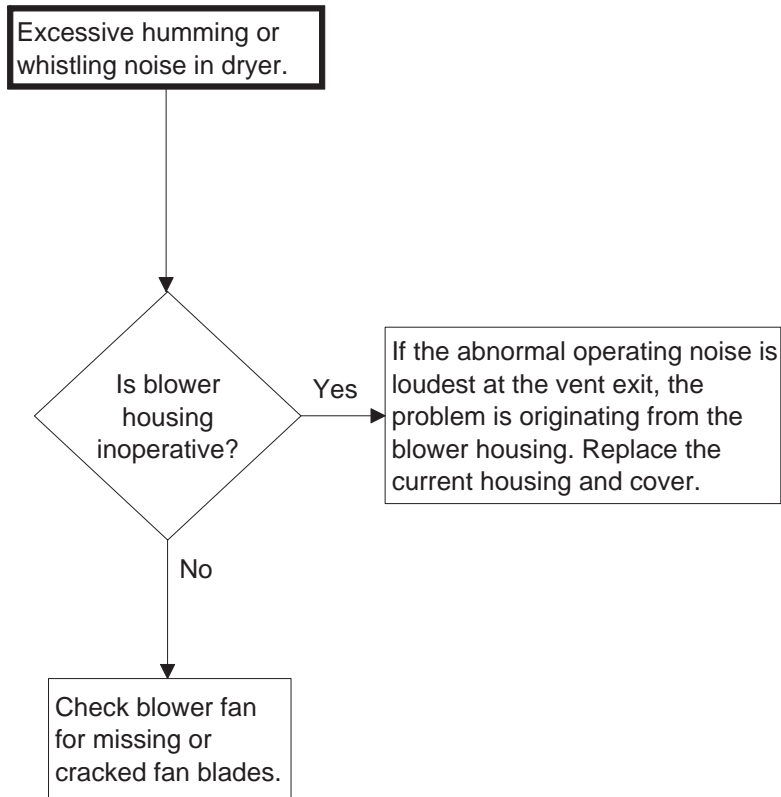 Excessive humming or
whistling noise in dryer.
Is blower
housing
inoperative?
Yes
If the abnormal operating noise is
loudest at the vent exit, the
problem is originating from the
blower housing. Replace the
current housing and cover.
No
Check blower fan
for missing or
cracked fan blades.